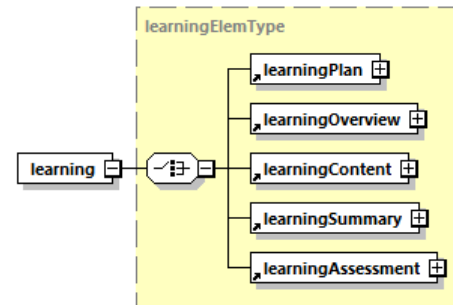 learningElemType
learningPlan
learningOverview
learning
learningContent
learningSummary
learningAssessment